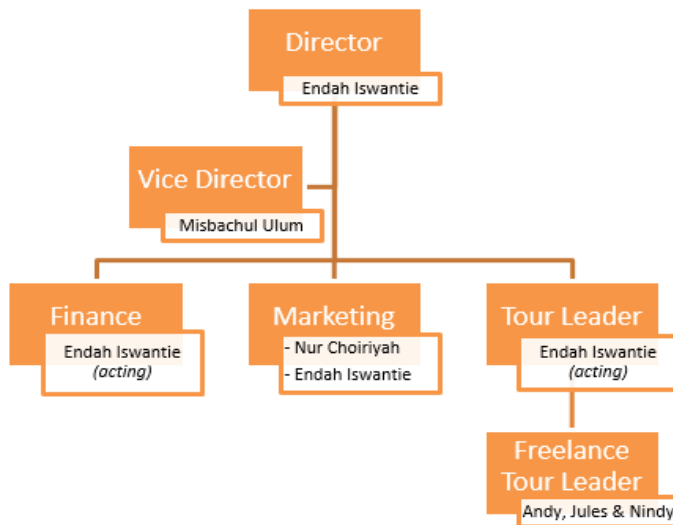 Director
Endah Iswantie
Vice Director
Misbachul Ulum
Finance
Endah Iswantie
(acting)
Marketing
- Nur Choiriyah
- Endah Iswantie
Tour Leader
Endah Iswantie
(acting)
Freelance
Tour Leader
Andy, Jules & Nindy